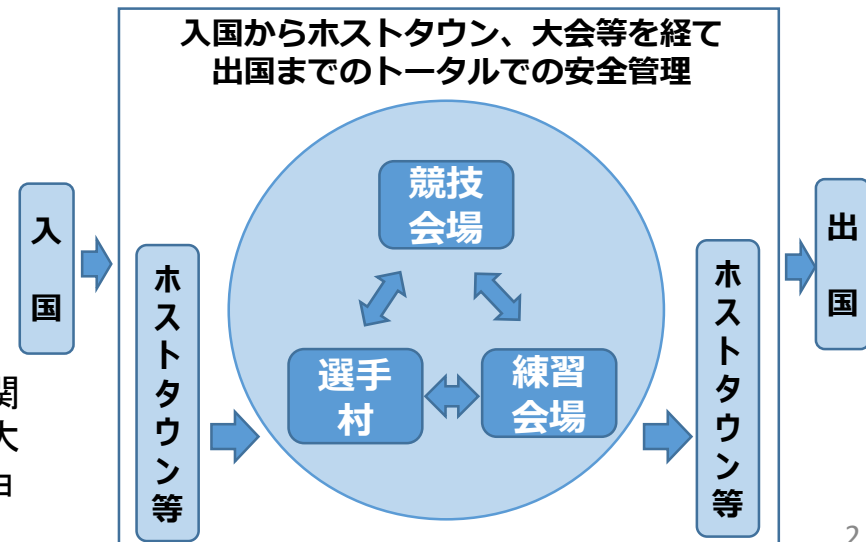 入国からホストタウン、大会等を経て
出国までのトータルでの安全管理
入国
ホストタウン等
競技
会場
選手
村
練習
会場
ホストタウン等
出国
関
大
2